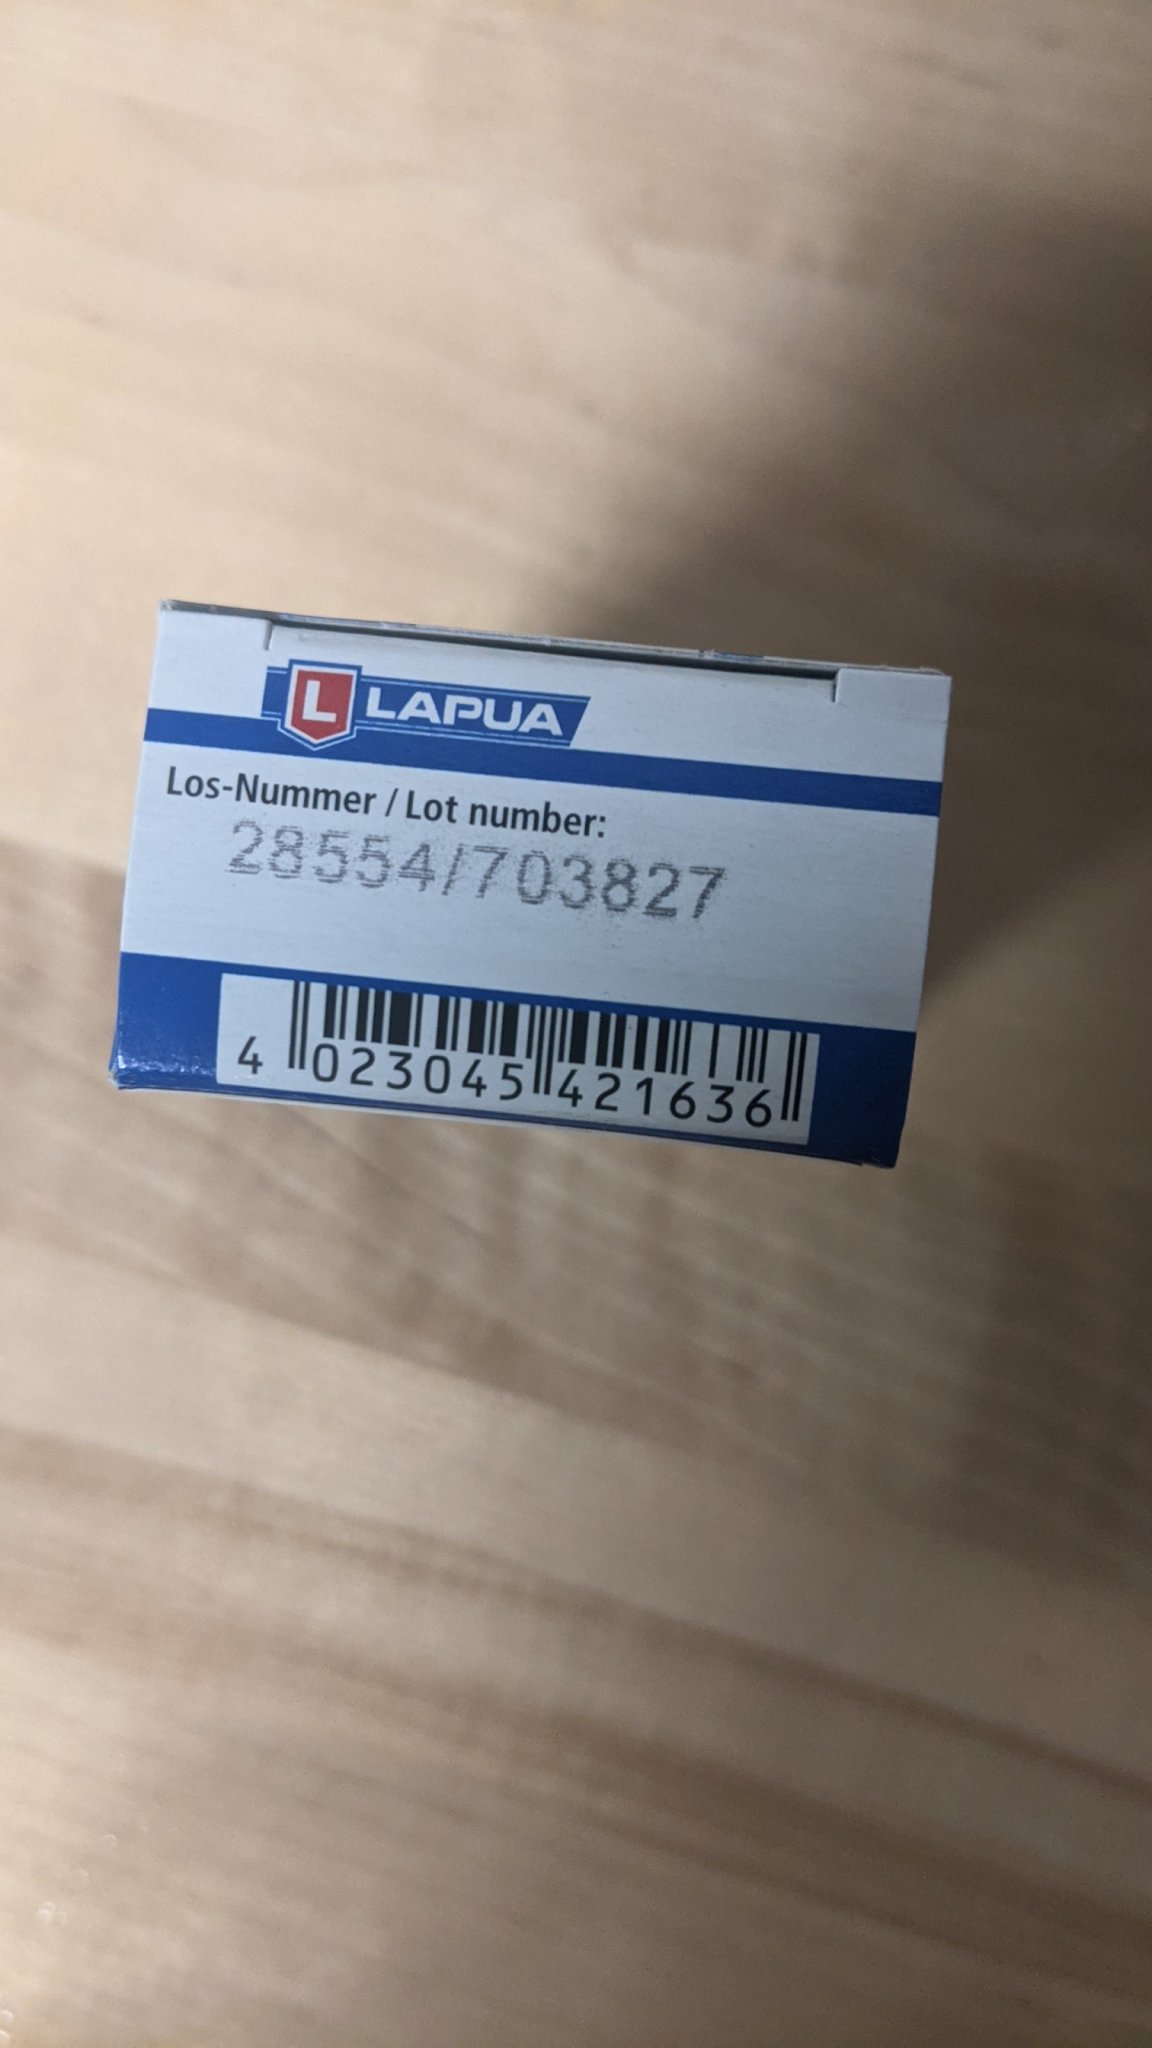 L LAPUA
Los-Nummer / Lot number:
28554/703827
4 023045 421636